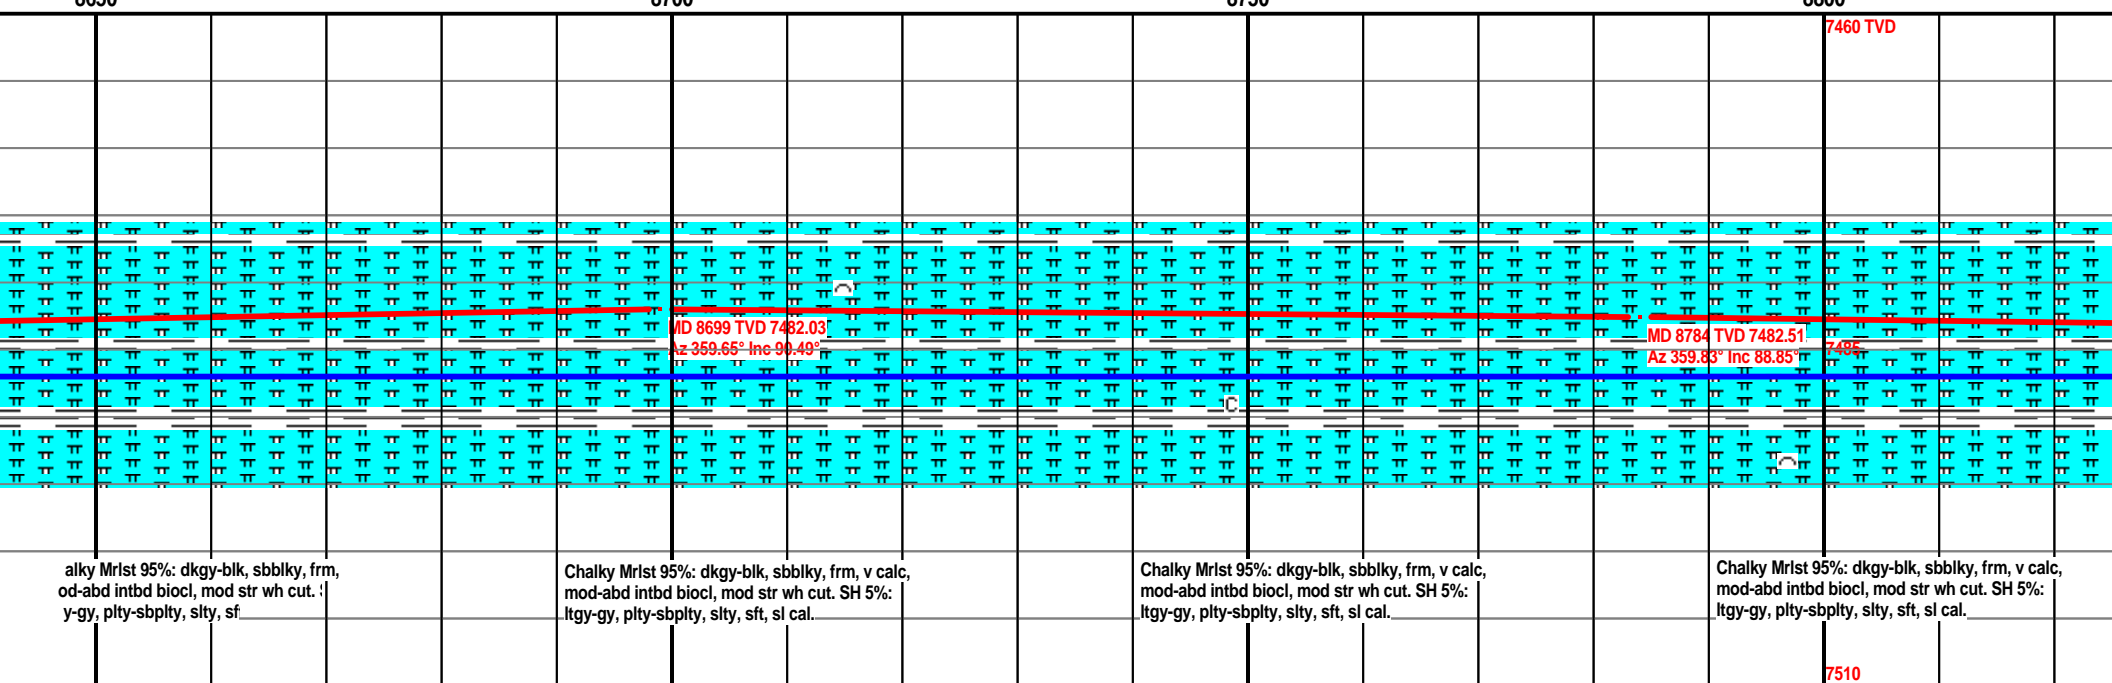 8650
8700
8750
8800
7460 TVD
MD 8699 TVD 7482.03
Az 359.65° Inc 90.49°
MD 8784 TVD 7482.51
Az 359.83° Inc 88.85°
7485
C
alky Mrlst 95%: dkgy-blk, sbblky, frm,
od-abd intbd biocl, mod str wh cut.
y-gy, plty-sbplty, slty, sf
Chalky Mrlst 95%: dkgy-blk, sbblky, frm, v calc,
mod-abd intbd biocl, mod str wh cut. SH 5%:
ltgy-gy, plty-sbplty, slty, sft, sl cal.
Chalky Mrlst 95%: dkgy-blk, sbblky, frm, v calc,
mod-abd intbd biocl, mod str wh cut. SH 5%:
ltgy-gy, plty-sbplty, slty, sft, sl cal.
Chalky Mrlst 95%: dkgy-blk, sbblky, frm, v calc,
mod-abd intbd biocl, mod str wh cut. SH 5%:
ltgy-gy, plty-sbplty, slty, sft, sl cal.
7510